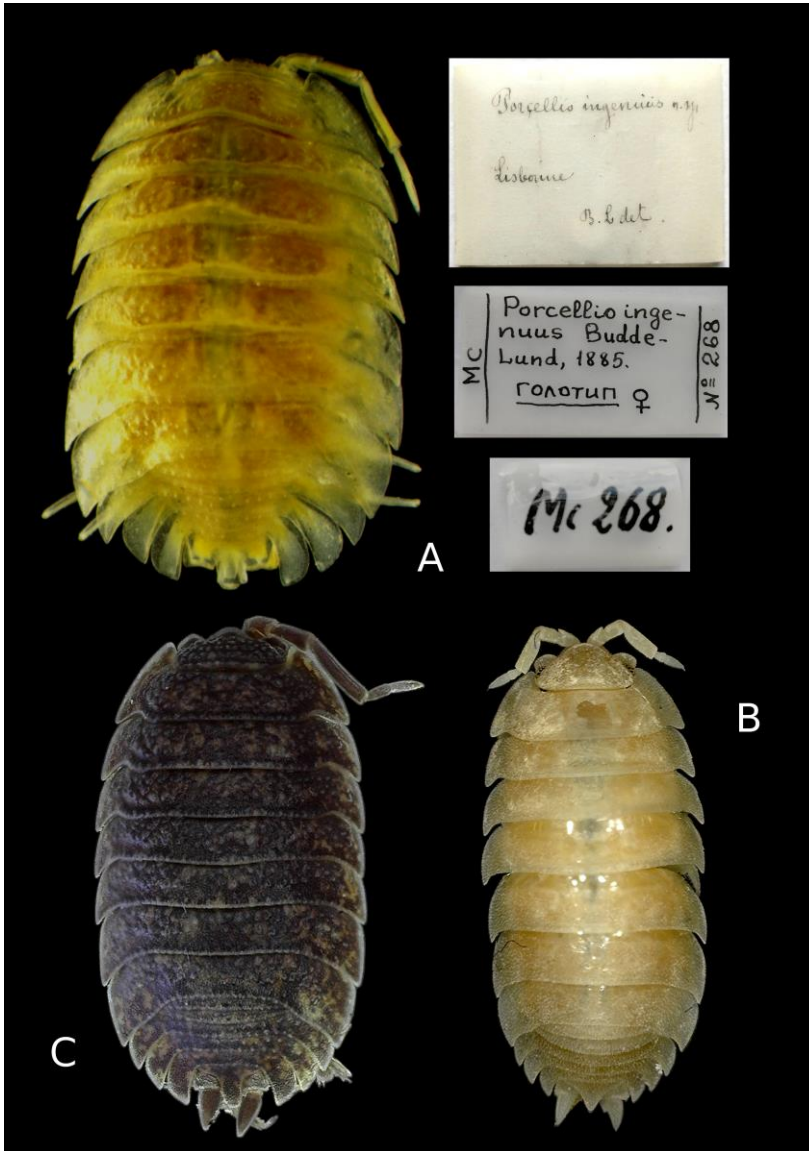 Porcellio ingenuus n. sp.
Lisbonne
B. L. det.
Mc
Porcellio inge-
nuus Budde-
Lund, 1885.
голотип ♀
№ 268
Mc 268.
A
B
C